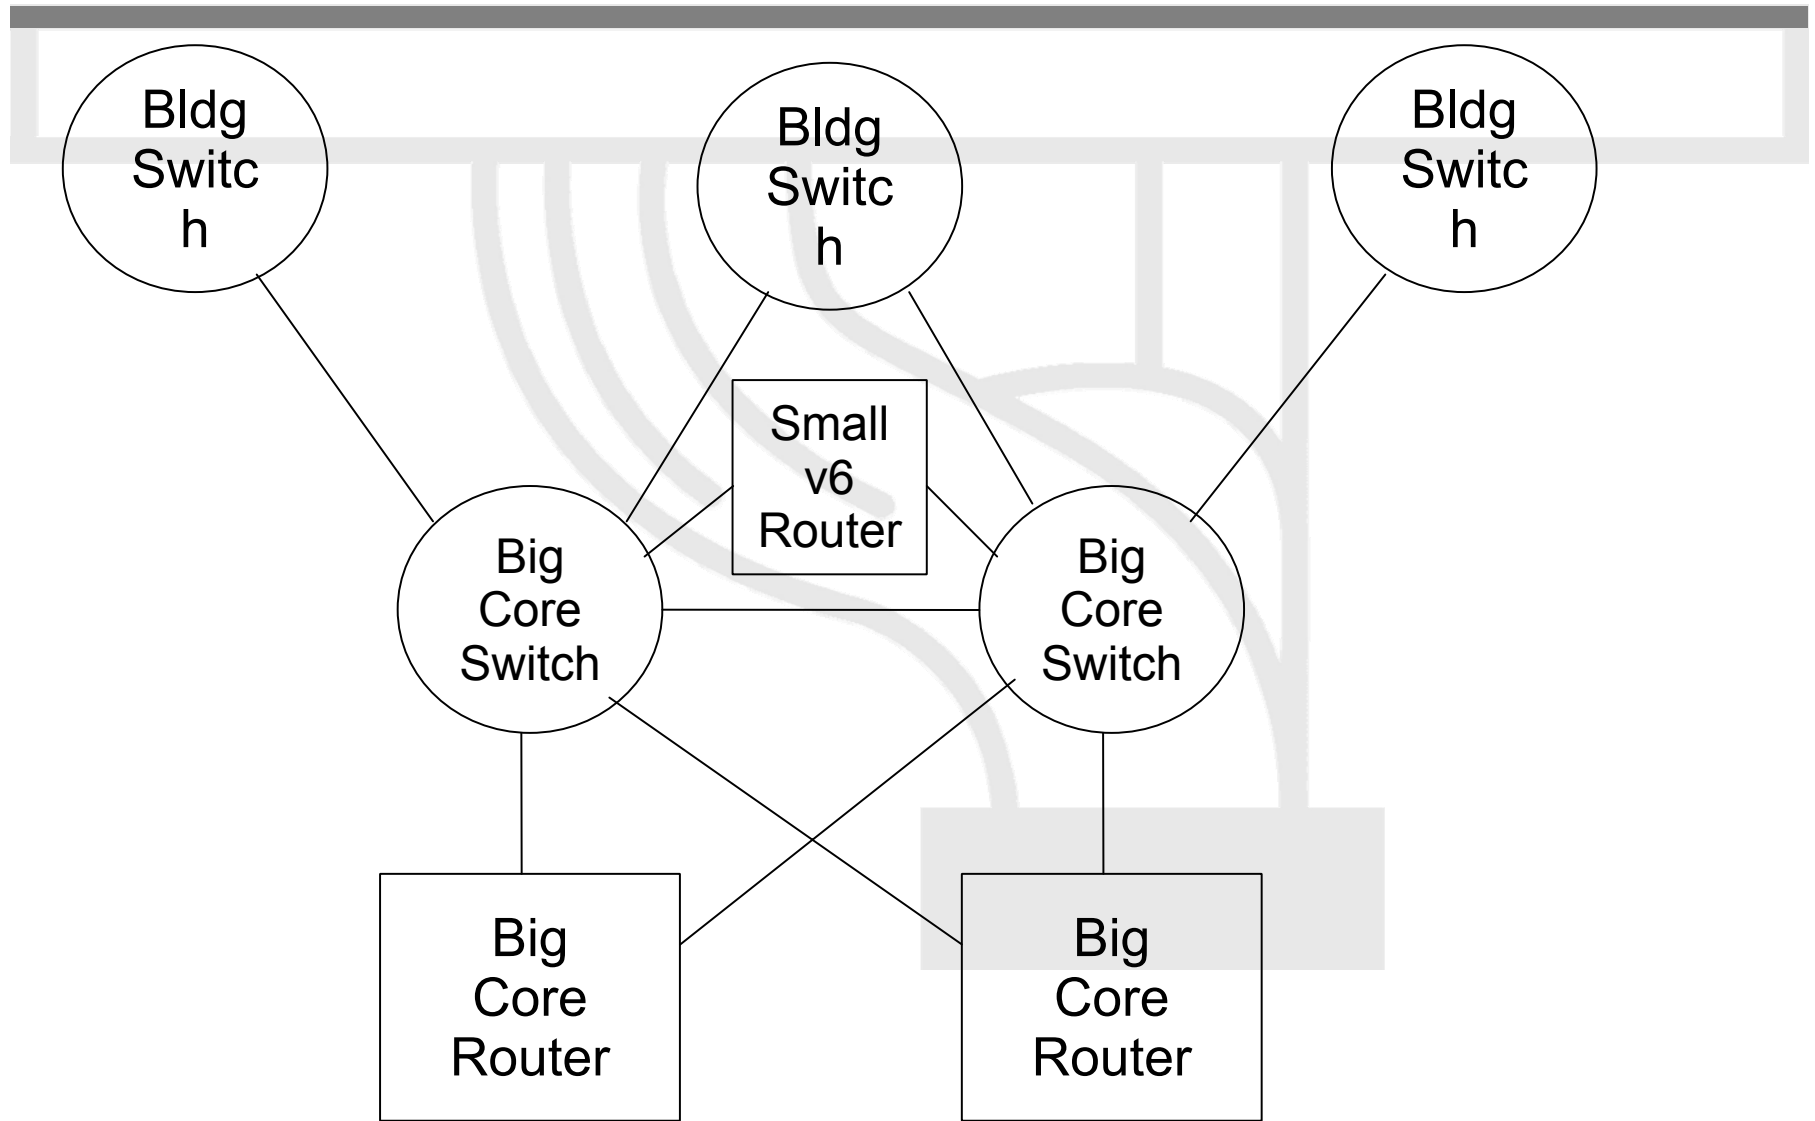 Bldg
Switc
h
Bldg
Switc
h
Bldg
Switc
h
Small
v6
Router
Big
Core
Switch
Big
Core
Switch
Big
Core
Router
Big
Core
Router